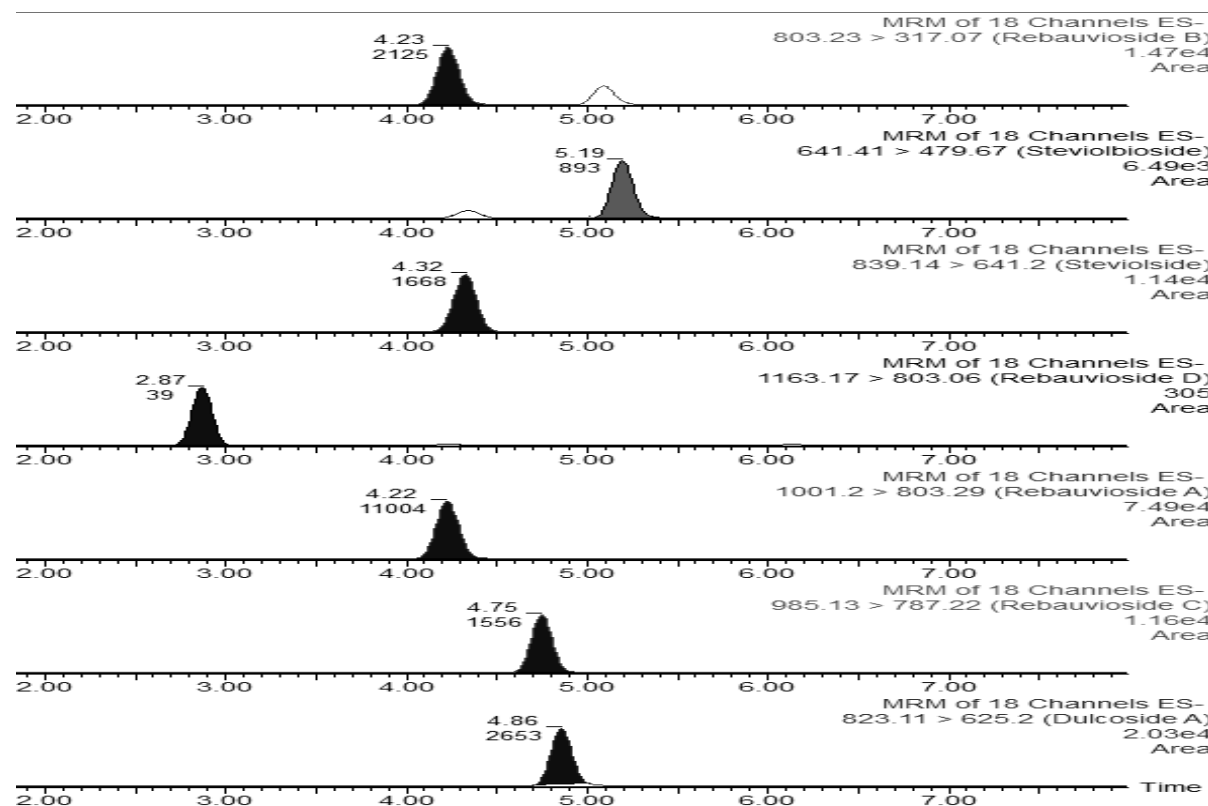 MRM of 18 Channels ES-
4.23 803.23 > 317.07 (Rebauvioside B)
2125 1.47e4
Area
2.00 3.00 4.00 5.00 6.00 7.00
MRM of 18 Channels ES-
5.19 641.41 > 479.67 (Steviolbioside)
893 6.49e3
Area
2.00 3.00 4.00 5.00 6.00 7.00
MRM of 18 Channels ES-
4.32 839.14 > 641.2 (Steviolside)
1668 1.14e4
Area
2.00 3.00 4.00 5.00 6.00 7.00
MRM of 18 Channels ES-
2.87 1163.17 > 803.06 (Rebauvioside D)
39 305
Area
2.00 3.00 4.00 5.00 6.00 7.00
MRM of 18 Channels ES-
4.22 1001.2 > 803.29 (Rebauvioside A)
11004 7.49e4
Area
2.00 3.00 4.00 5.00 6.00 7.00
MRM of 18 Channels ES-
4.75 985.13 > 787.22 (Rebauvioside C)
1556 1.16e4
Area
2.00 3.00 4.00 5.00 6.00 7.00
MRM of 18 Channels ES-
4.86 823.11 > 625.2 (Dulcoside A)
2653 2.03e4
Area
Time
2.00 3.00 4.00 5.00 6.00 7.00